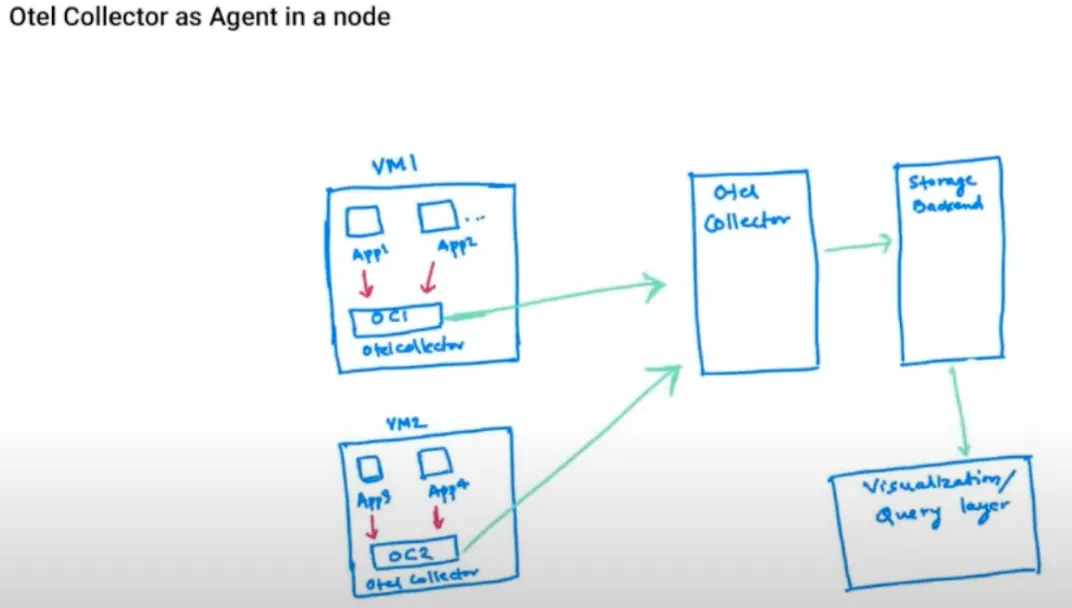 Otel Collector as Agent in a node
VM1
App1
App2 ...
OC1
Otel collector
VM2
App3
App4
OC2
Otel Collector
Otel
Collector
Storage
Backend
Visualization/
Query layer